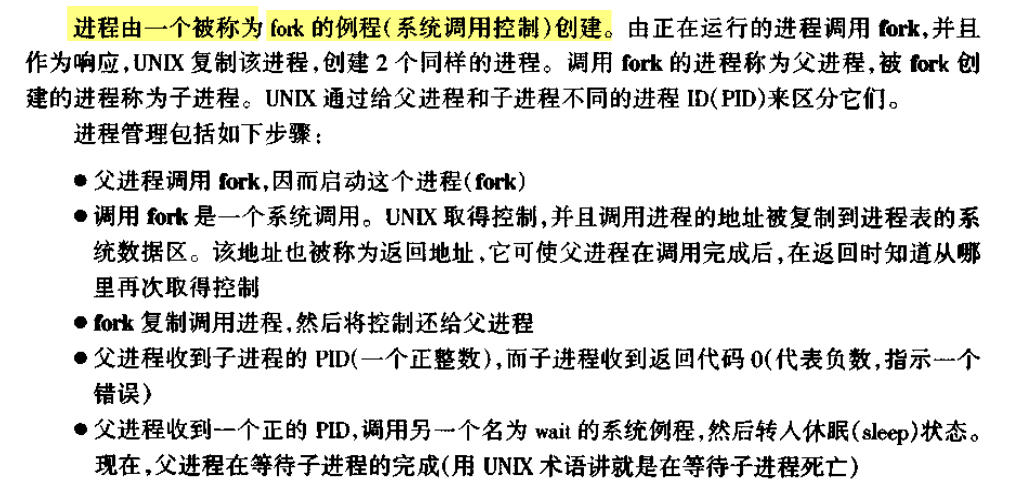 进程由一个被称为 fork 的例程(系统调用控制)创建。由正在运行的进程调用 fork,并且
作为响应,UNIX 复制该进程,创建 2 个同样的进程。调用 fork 的进程称为父进程,被 fork 创
建的进程称为子进程。UNIX 通过给父进程和子进程不同的进程 ID(PID)来区分它们。
进程管理包括如下步骤:
● 父进程调用 fork,因而启动这个进程(fork)
● 调用 fork 是一个系统调用。UNIX 取得控制,并且调用进程的地址被复制到进程表的系
统数据区。该地址也被称为返回地址,它可使父进程在调用完成后,在返回时知道从哪
里再次取得控制
● fork 复制调用进程,然后将控制还给父进程
● 父进程收到子进程的 PID(一个正整数),而子进程收到返回代码 0(代表负数,指示一个
错误)
● 父进程收到一个正的 PID,调用另一个名为 wait 的系统例程,然后转人休眠(sleep)状态。
现在,父进程在等待子进程的完成(用 UNIX 术语讲就是在等待子进程死亡)